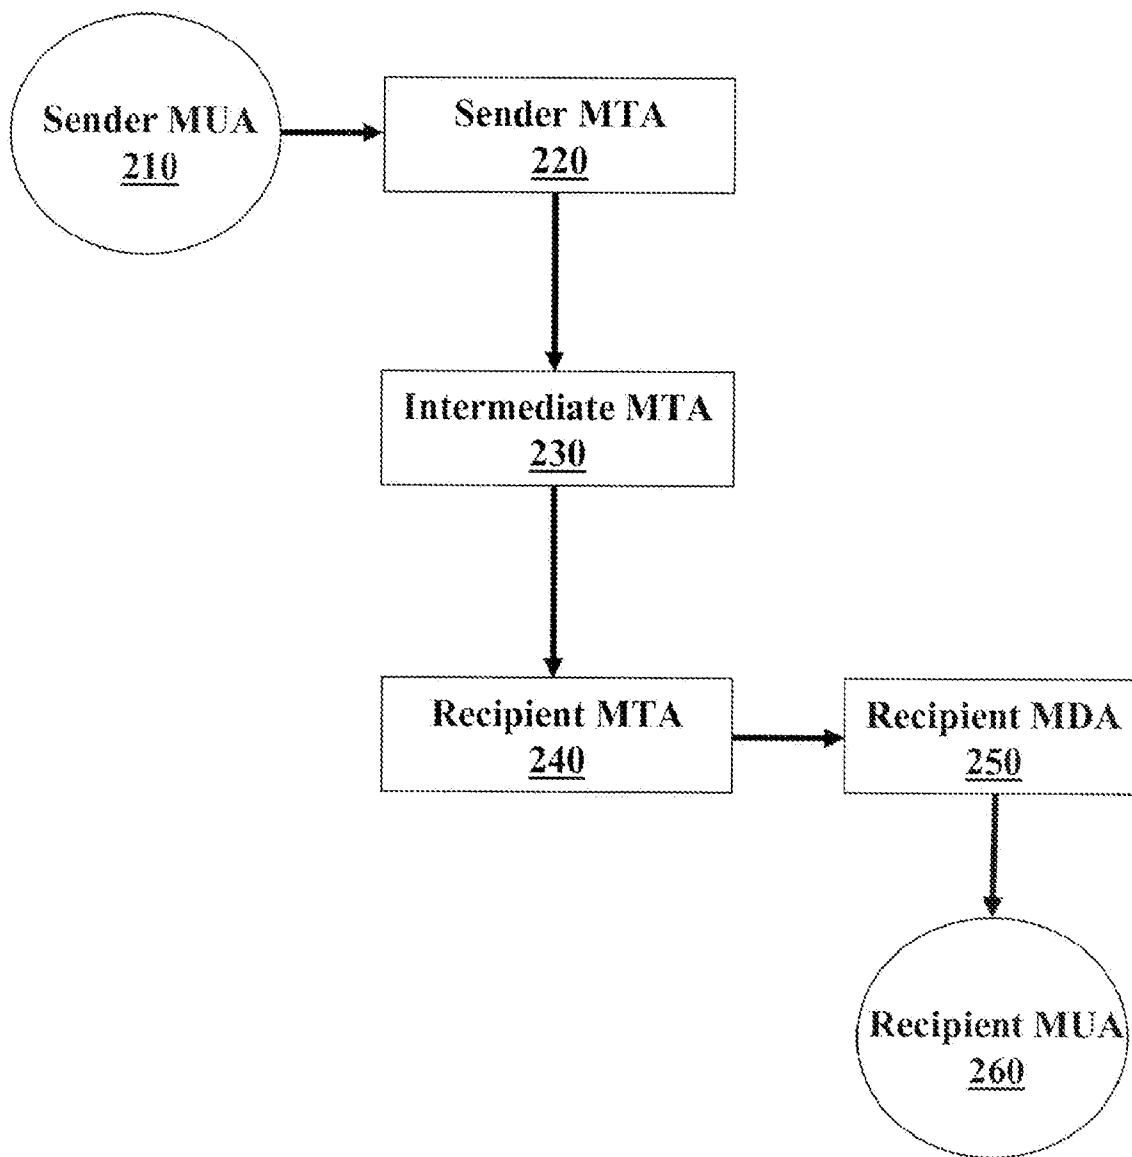 Sender MUA
210
Sender MTA
220
Intermediate MTA
230
Recipient MTA
240
Recipient MDA
250
Recipient MUA
260